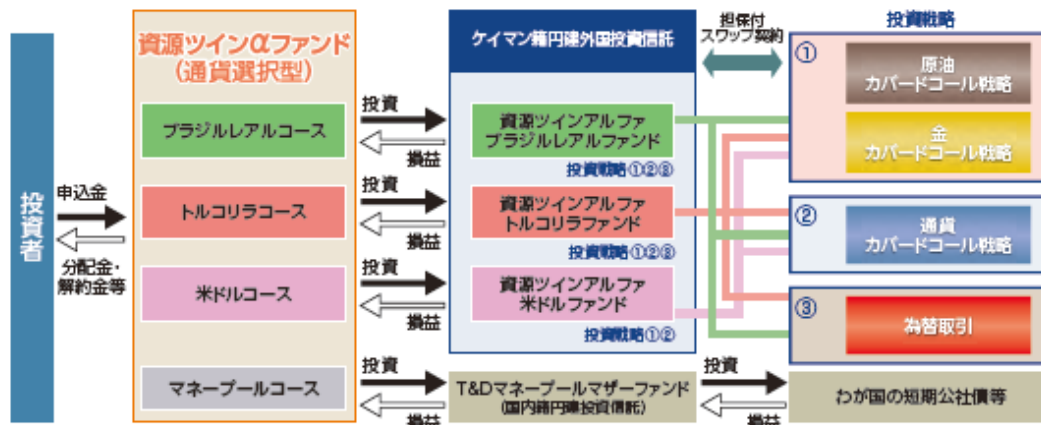 投資者
申込金
分配金・
解約金等
資源ツインαファンド
(通貨選択型)
ブラジルレアルコース
トルコリラコース
米ドルコース
マネープールコース
投資
損益
投資
損益
投資
損益
投資
損益
ケイマン籍円建外国投資信託
資源ツインアルファ
ブラジルレアルファンド
投資戦略①②③
資源ツインアルファ
トルコリラファンド
投資戦略①②③
資源ツインアルファ
米ドルファンド
投資戦略①②
T&Dマネープールマザーファンド
(国内籍円建投資信託)
担保付
スワップ契約
投資
損益
投資戦略
①
原油
カバードコール戦略
金
カバードコール戦略
②
通貨
カバードコール戦略
③
為替取引
わが国の短期公社債等